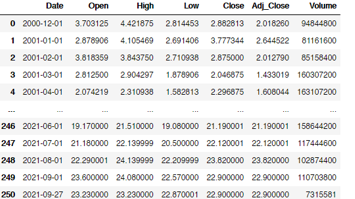 Date Open High Low Close Adj_Close Volume
0 2000-12-01 3.703125 4.421875 2.814453 2.882813 2.018260 94844800
1 2001-01-01 2.878906 4.105469 2.691406 3.777344 2.644522 81161600
2 2001-02-01 3.818359 3.843750 2.710938 2.875000 2.012790 85158400
3 2001-03-01 2.812500 2.904297 1.878906 2.046875 1.433019 160307200
4 2001-04-01 2.074219 2.310938 1.582813 2.296875 1.608044 163107200
... ... ... ... ... ... ... ...
246 2021-06-01 19.170000 21.510000 19.080000 21.190001 21.190001 158644200
247 2021-07-01 21.180000 22.139999 20.500000 22.120001 22.120001 117444600
248 2021-08-01 22.290001 24.139999 22.209999 23.820000 23.820000 102874400
249 2021-09-01 23.600000 24.080000 22.570000 22.900000 22.900000 110703800
250 2021-09-27 23.230000 23.230000 22.870001 22.900000 22.900000 7315581